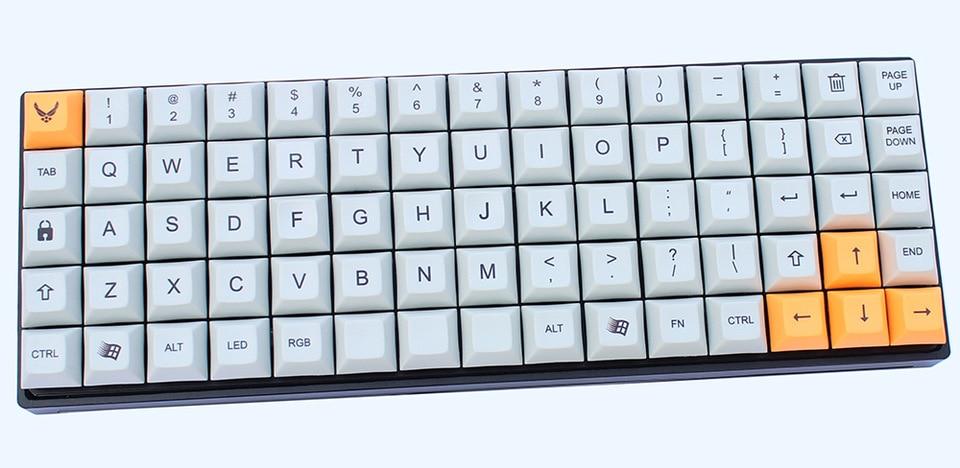 ! @ # $ % ^ & * ( ) — + PAGE
1 2 3 4 5 6 7 8 9 0 - = UP
TAB Q W E R T Y U I O P { } PAGE
[ ] DOWN
A S D F G H J K L : “ HOME
; ‘
Z X C V B N M < > ? | END
, . / \
CTRL ALT LED RGB ALT FN CTRL